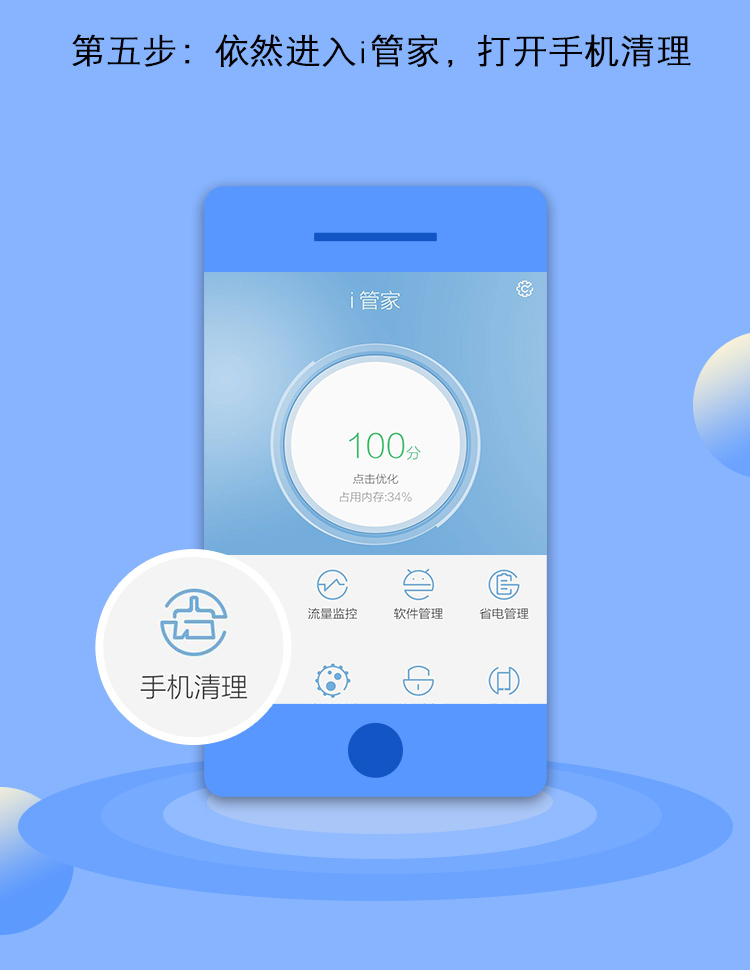 第五步：依然进入i管家，打开手机清理
i 管家
100分
点击优化
占用内存:34%
手机清理
流量监控
软件管理
省电管理